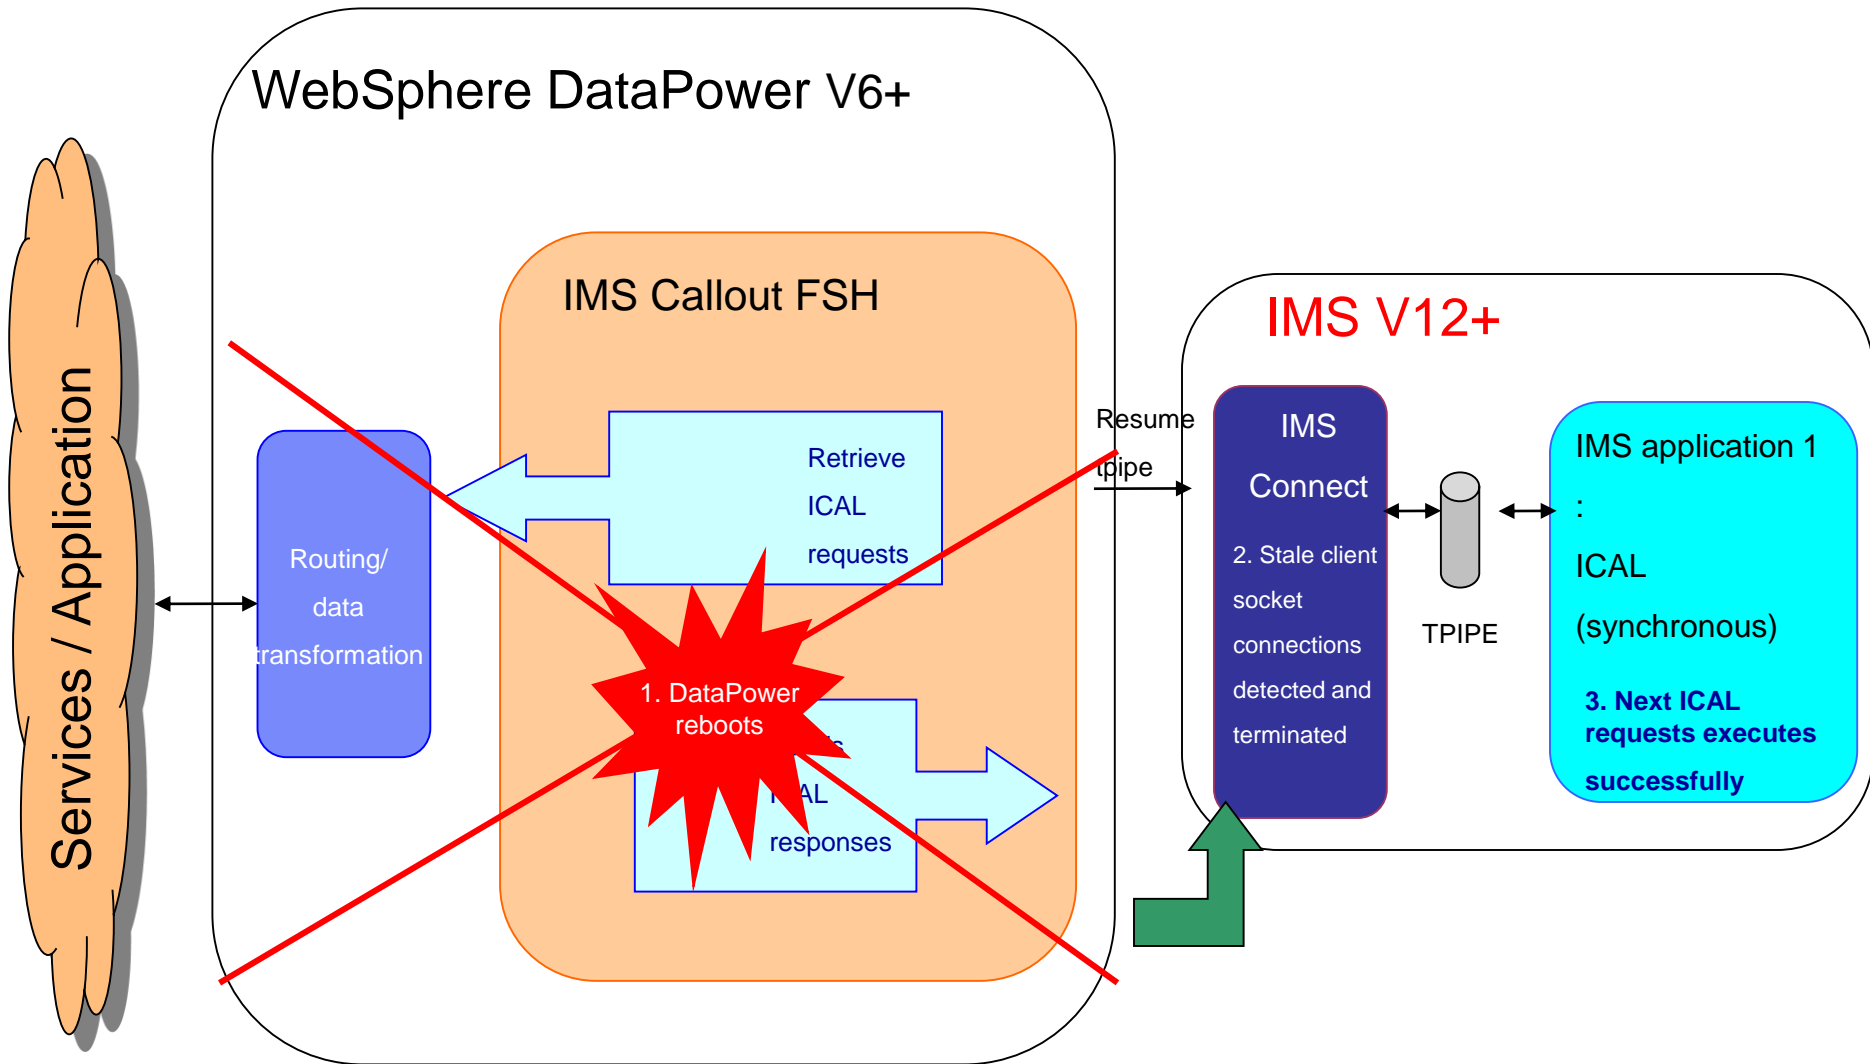 WebSphere DataPower V6+
Services / Application
IMS Callout FSH
Retrieve
ICAL
requests
Routing/
data
transformation
1. DataPower
reboots
responses
Resume
tpipe
IMS V12+
IMS
Connect
2. Stale client
socket
connections
detected and
terminated
TPIPE
IMS application 1
:
ICAL
(synchronous)
3. Next ICAL
requests executes
successfully